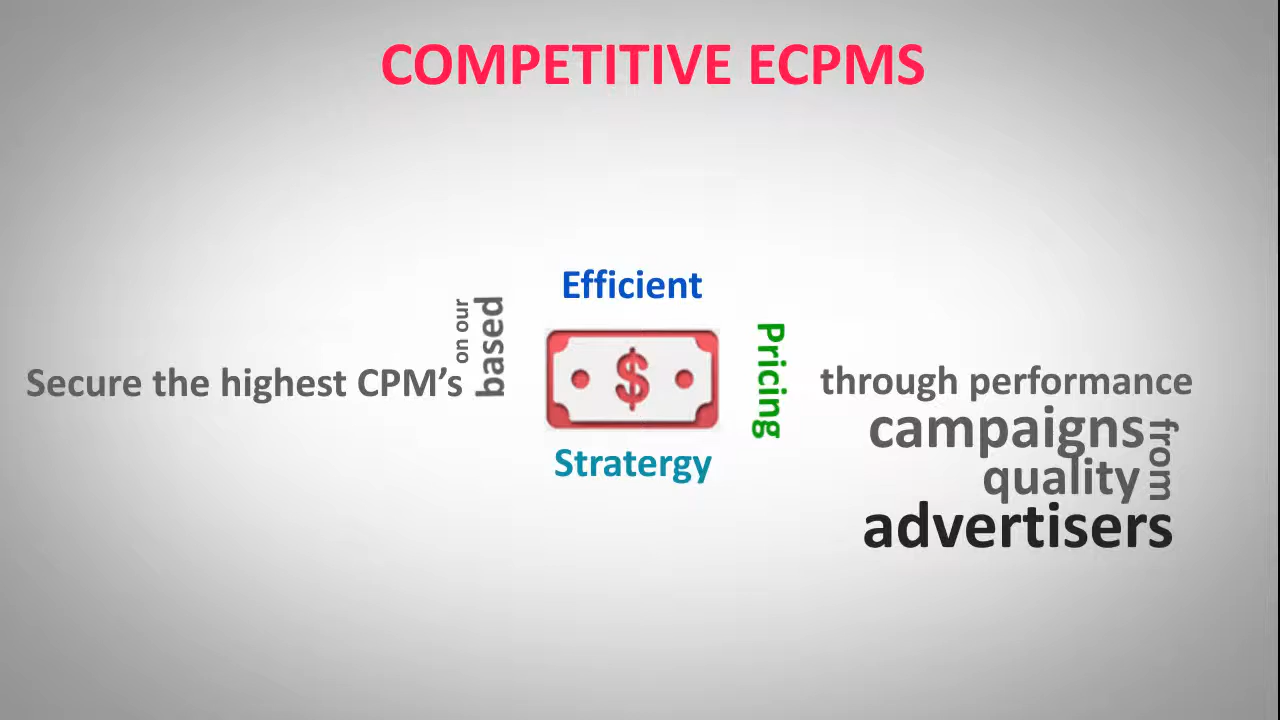 COMPETITIVE ECPMS
Secure the highest CPM’s
based
on our
Efficient
Pricing
$
Stratergy
through performance
campaigns
from
quality
advertisers